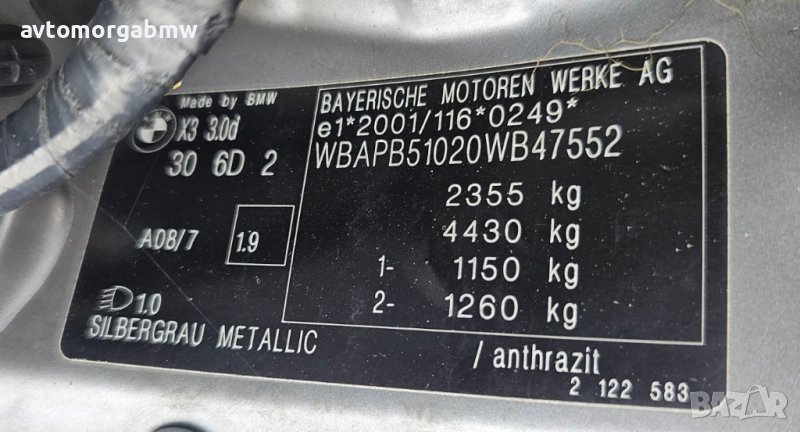 avtomorgabmw
Made by BMW
X3 3.0d
30 6D 2
A08/7
1.9
1.0
SILBERGRAU METALLIC
BAYERISCHE MOTOREN WERKE AG
e1*2001/116*0249*
WBAPB51020WB47552
2355 kg
4430 kg
1- 1150 kg
2- 1260 kg
/ anthrazit
2 122 583
BAZAR